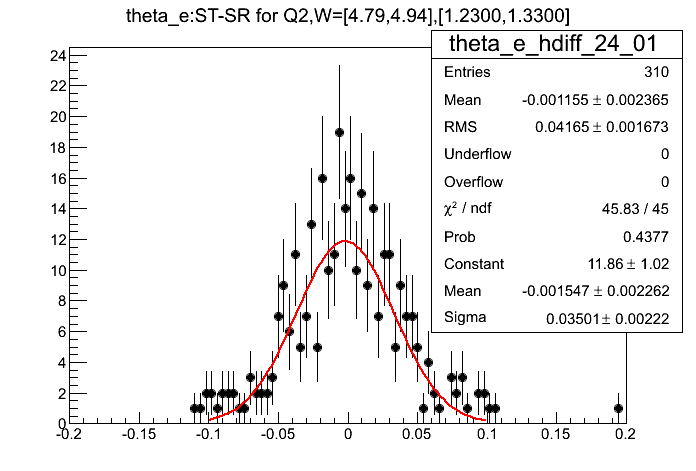 theta_e:ST-SR for Q2,W=[4.79,4.94],[1.2300,1.3300]
theta_e_hdiff_24_01
Entries 310
Mean -0.001155 ± 0.002365
RMS 0.04165 ± 0.001673
Underflow 0
Overflow 0
χ² / ndf 45.83 / 45
Prob 0.4377
Constant 11.86 ± 1.02
Mean -0.001547 ± 0.002262
Sigma 0.03501 ± 0.00222
24
22
20
18
16
14
12
10
8
6
4
2
0
-0.2 -0.15 -0.1 -0.05 0 0.05 0.1 0.15 0.2